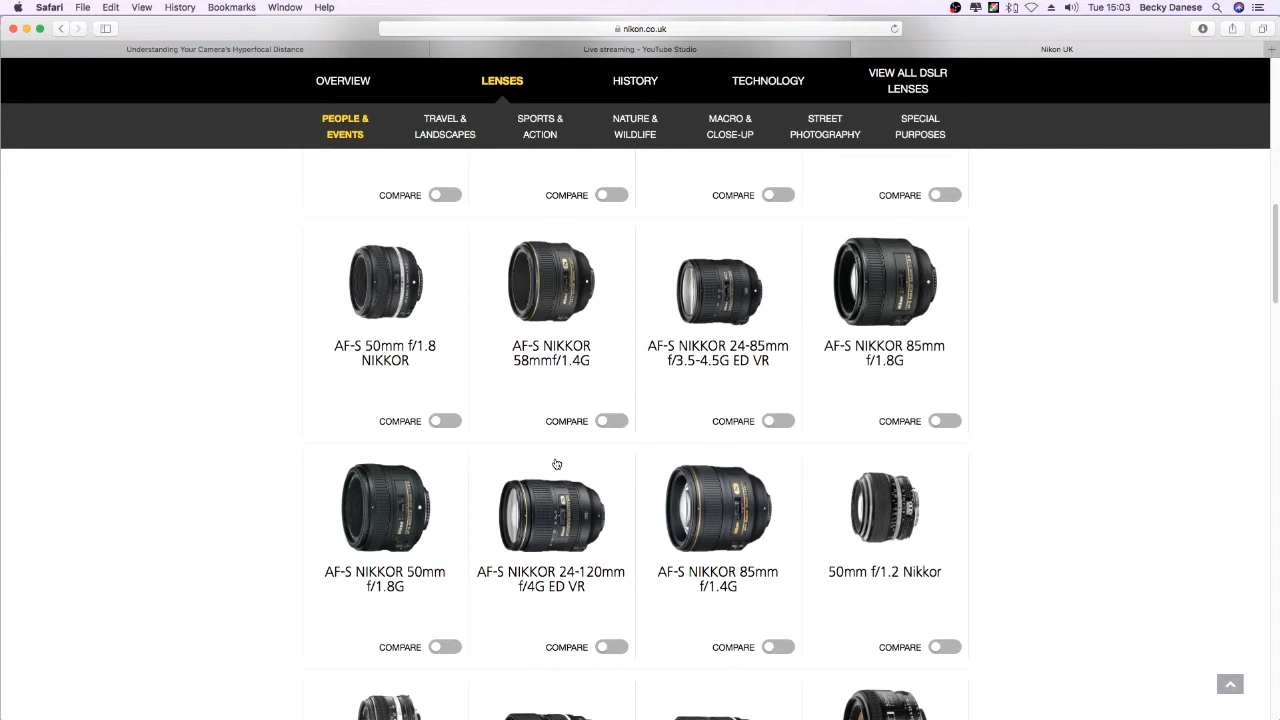 Safari File Edit View History Bookmarks Window Help Tue 15:03 Becky Danese
nikon.co.uk
Understanding Your Camera's Hyperfocal Distance Live streaming - YouTube Studio Nikon UK
OVERVIEW LENSES HISTORY TECHNOLOGY VIEW ALL DSLR
LENSES
PEOPLE & TRAVEL & SPORTS & NATURE & MACRO & STREET SPECIAL
EVENTS LANDSCAPES ACTION WILDLIFE CLOSE-UP PHOTOGRAPHY PURPOSES
COMPARE COMPARE COMPARE COMPARE
AF-S 50mm f/1.8 AF-S NIKKOR AF-S NIKKOR 24-85mm AF-S NIKKOR 85mm
NIKKOR 58mmf/1.4G f/3.5-4.5G ED VR f/1.8G
COMPARE COMPARE COMPARE COMPARE
AF-S NIKKOR 50mm AF-S NIKKOR 24-120mm AF-S NIKKOR 85mm 50mm f/1.2 Nikkor
f/1.8G f/4G ED VR f/1.4G
COMPARE COMPARE COMPARE COMPARE